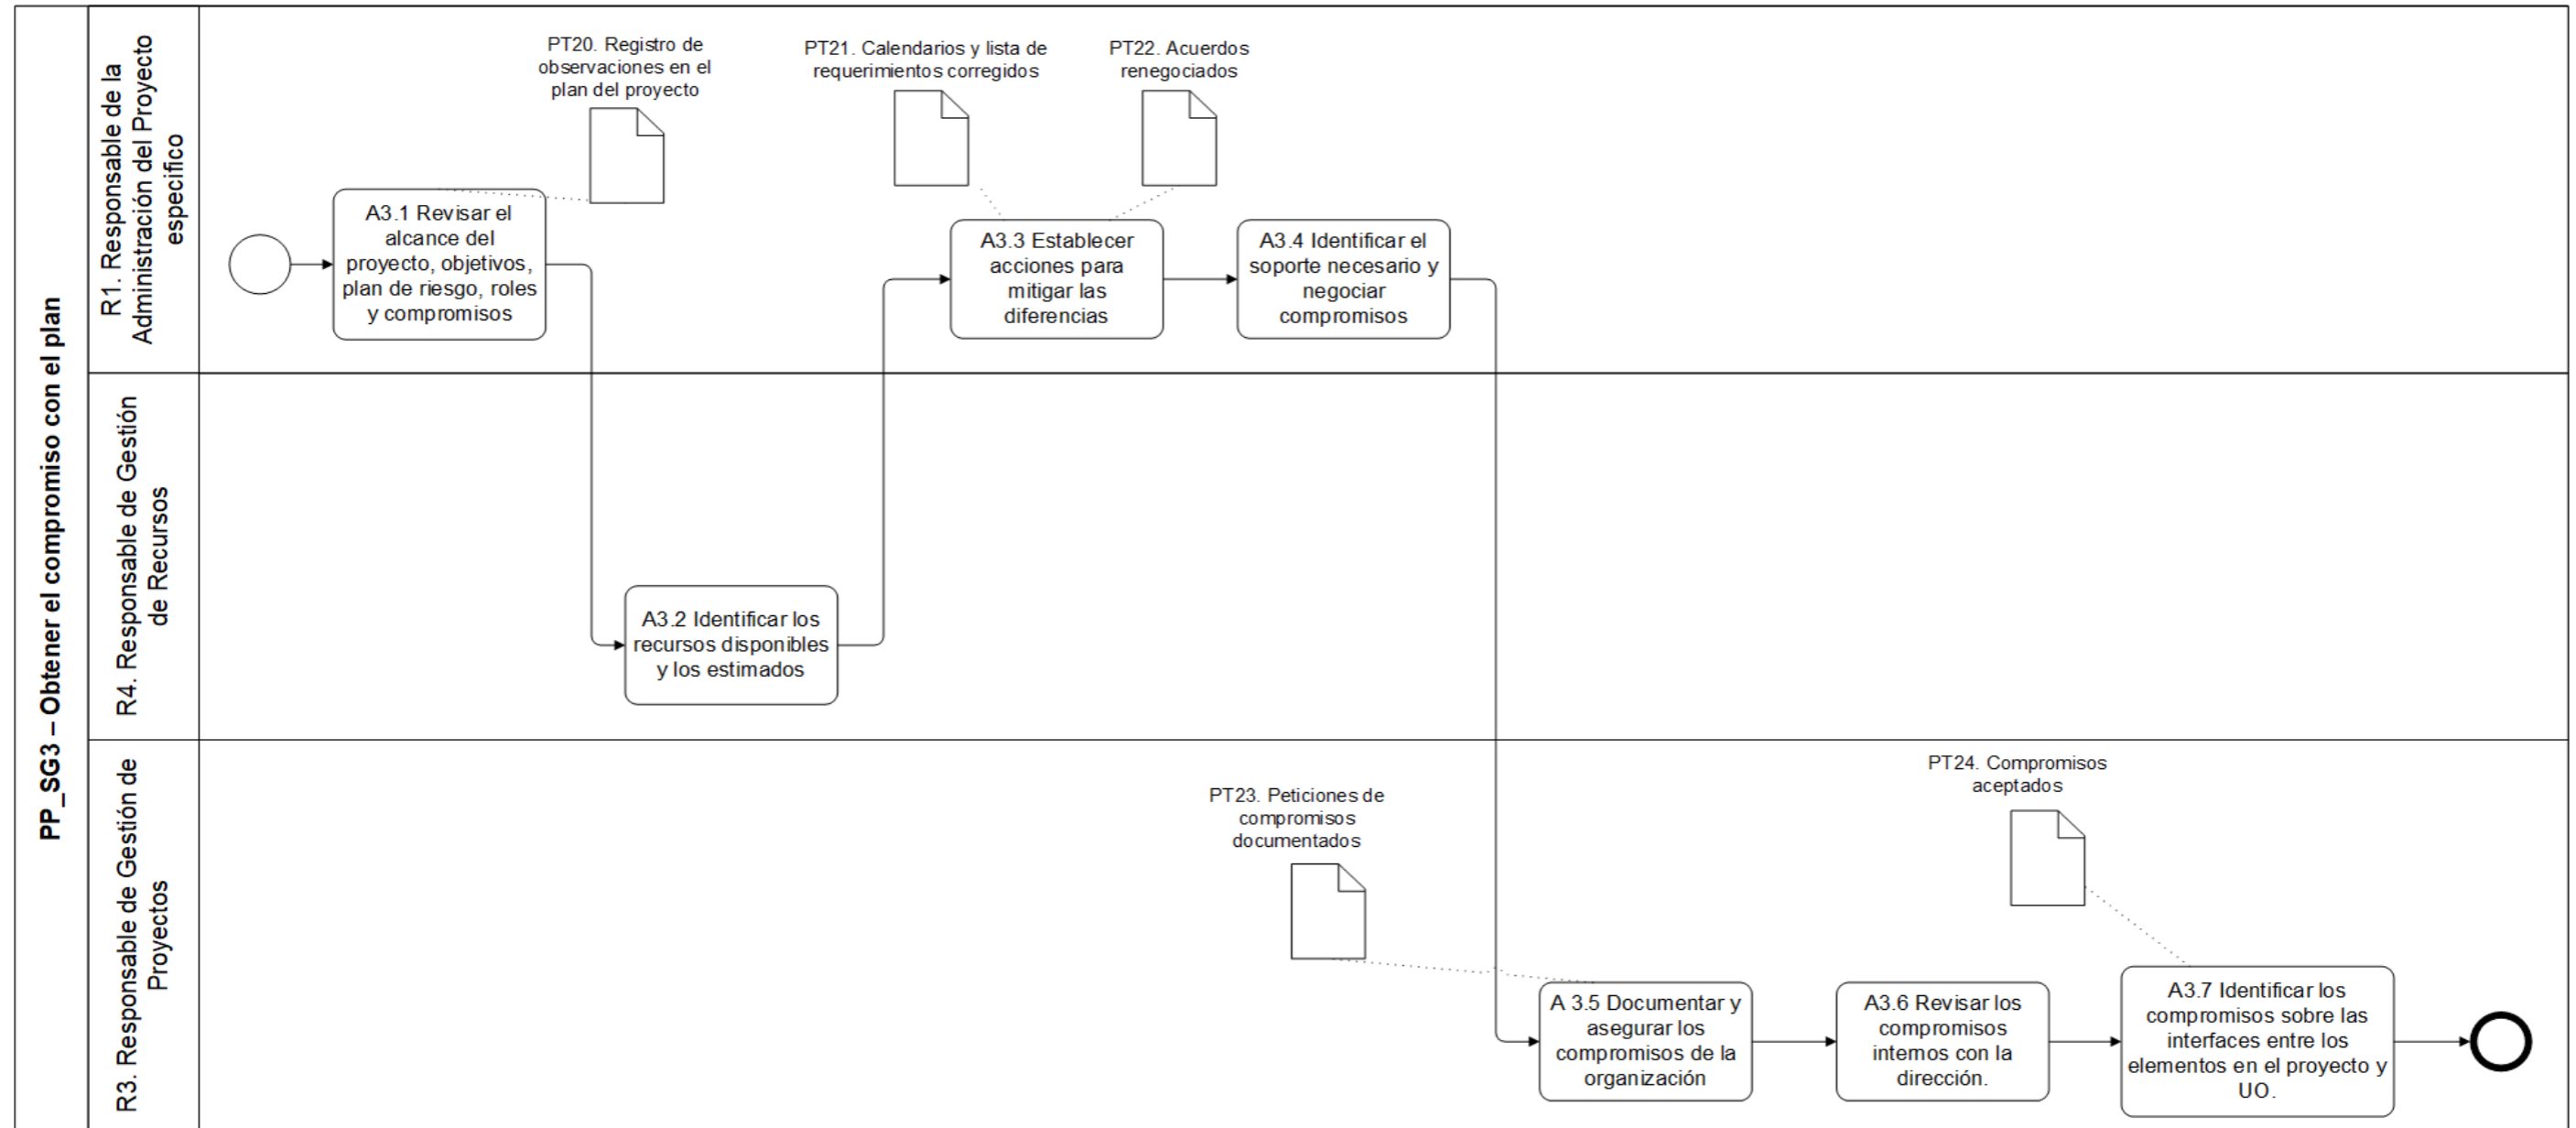 PP_SG3 – Obtener el compromiso con el plan
R1. Responsable de la
Administración del Proyecto
especifico
PT20. Registro de
observaciones en el
plan del proyecto
PT21. Calendarios y lista de
requerimientos corregidos
PT22. Acuerdos
renegociados
A3.1 Revisar el
alcance del
proyecto, objetivos,
plan de riesgo, roles
y compromisos
A3.3 Establecer
acciones para
mitigar las
diferencias
A3.4 Identificar el
soporte necesario y
negociar
compromisos
R4. Responsable de Gestión
de Recursos
A3.2 Identificar los
recursos disponibles
y los estimados
R3. Responsable de Gestión de
Proyectos
PT23. Peticiones de
compromisos
documentados
PT24. Compromisos
aceptados
A 3.5 Documentar y
asegurar los
compromisos de la
organización
A3.6 Revisar los
compromisos
internos con la
dirección.
A3.7 Identificar los
compromisos sobre las
interfaces entre los
elementos en el proyecto y
UO.